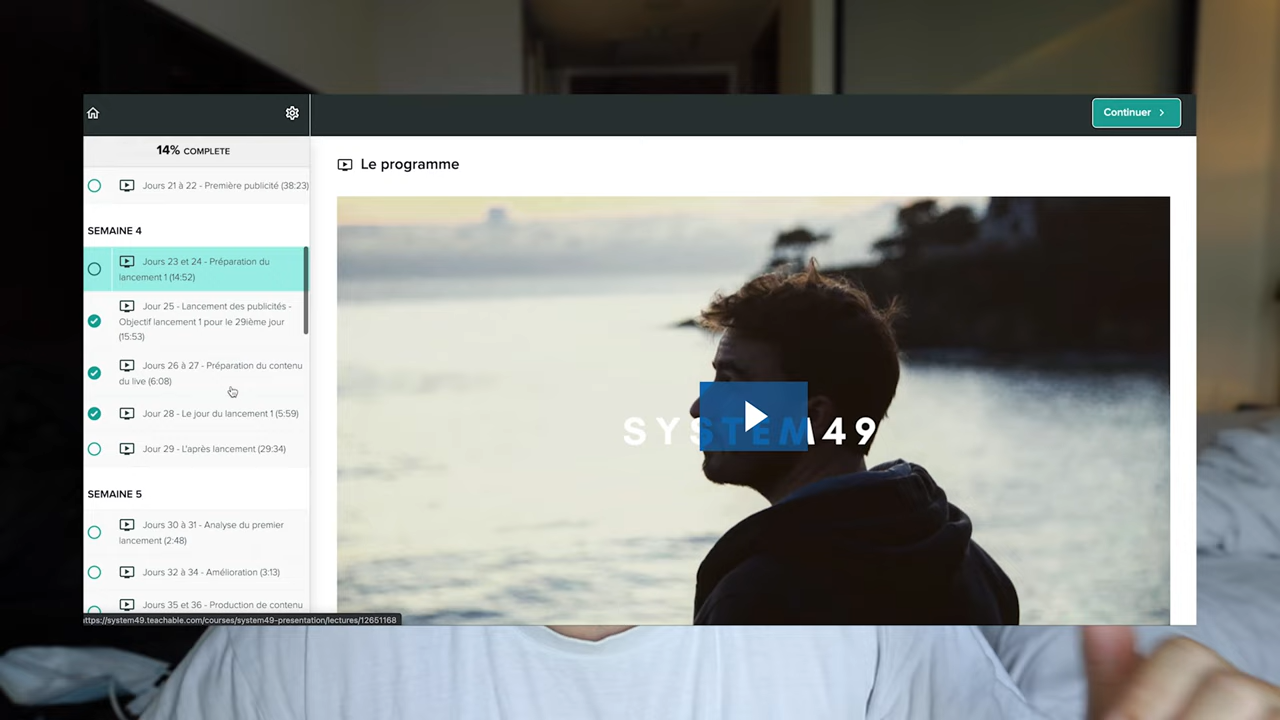 Continuer
14% COMPLETE
Le programme
Jours 21 à 22 - Première publicité (38:23)
SEMAINE 4
Jours 23 et 24 - Préparation du
lancement 1 (14:52)
Jour 25 - Lancement des publicités -
Objectif lancement 1 pour le 29ième jour
(15:53)
Jours 26 à 27 - Préparation du contenu
du live (6:08)
Jour 28 - Le jour du lancement 1 (5:59)
Jour 29 - L'après lancement (29:34)
SEMAINE 5
Jours 30 à 31 - Analyse du premier
lancement (2:48)
Jours 32 à 34 - Amélioration (3:13)
Jours 35 et 36 - Production de contenu
SYSTEM49
https://system49.teachable.com/courses/system49-presentation/lectures/12651168